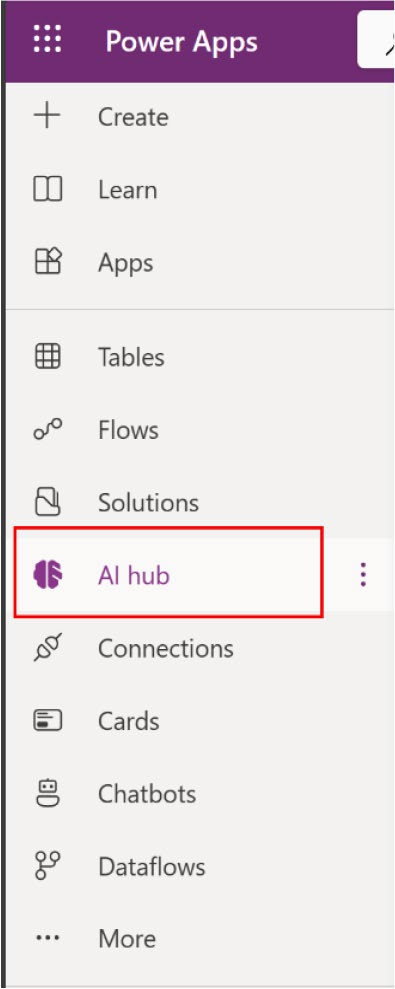 Power Apps
Create
Learn
Apps
Tables
Flows
Solutions
AI hub
Connections
Cards
Chatbots
Dataflows
More